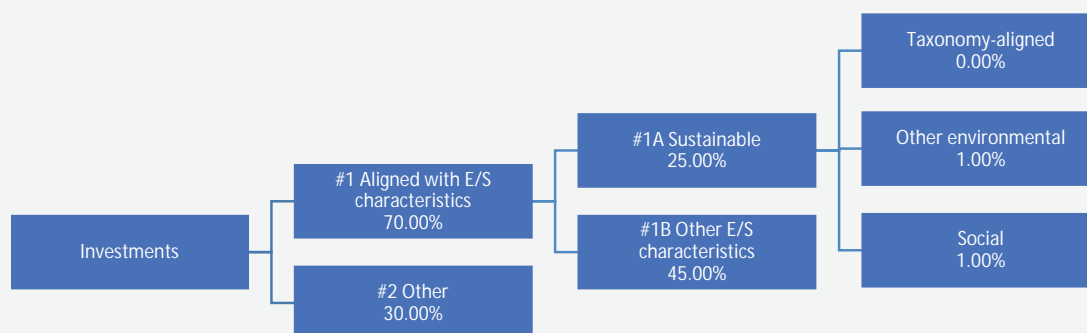 Investments
#1 Aligned with E/S
characteristics
70.00%
#2 Other
30.00%
#1A Sustainable
25.00%
#1B Other E/S
characteristics
45.00%
Taxonomy-aligned
0.00%
Other environmental
1.00%
Social
1.00%